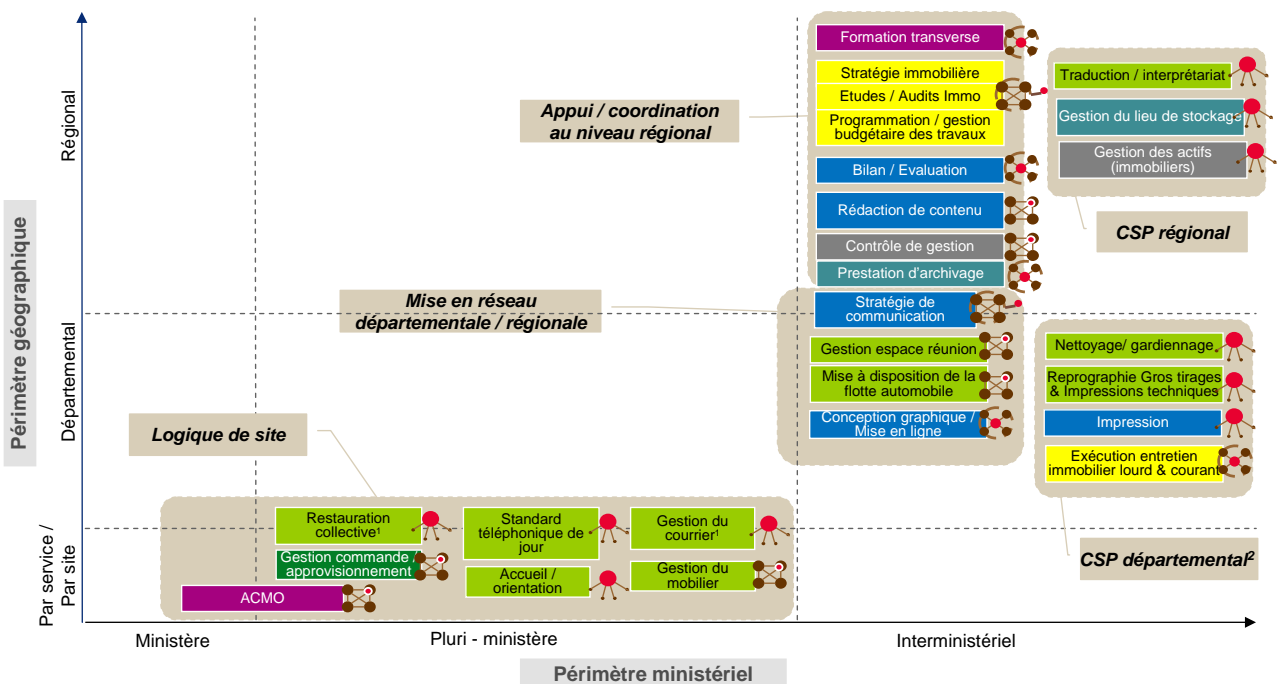 Formation transverse
Stratégie immobilière
Etudes / Audits Immo
Programmation / gestion
budgétaire des travaux
Bilan / Evaluation
Rédaction de contenu
Contrôle de gestion
Prestation d'archivage
Traduction / interprétariat
Gestion du lieu de stockage
Gestion des actifs
(immobiliers)
Appui / coordination
au niveau régional
CSP régional
Mise en réseau
départementale / régionale
Stratégie de
communication
Gestion espace réunion
Mise à disposition de la
flotte automobile
Conception graphique /
Mise en ligne
Nettoyage/ gardiennage
Reprographie Gros tirages
& Impressions techniques
Impression
Exécution entretien
immobilier lourd & courant
CSP départemental²
Logique de site
Restauration
collective¹
Gestion commande /
approvisionnement
ACMO
Standard
téléphonique de
jour
Accueil /
orientation
Gestion du
courrier¹
Gestion du
mobilier
Périmètre géographique
Régional
Départemental
Par service /
Par site
Ministère
Pluri - ministère
Interministériel
Périmètre ministériel